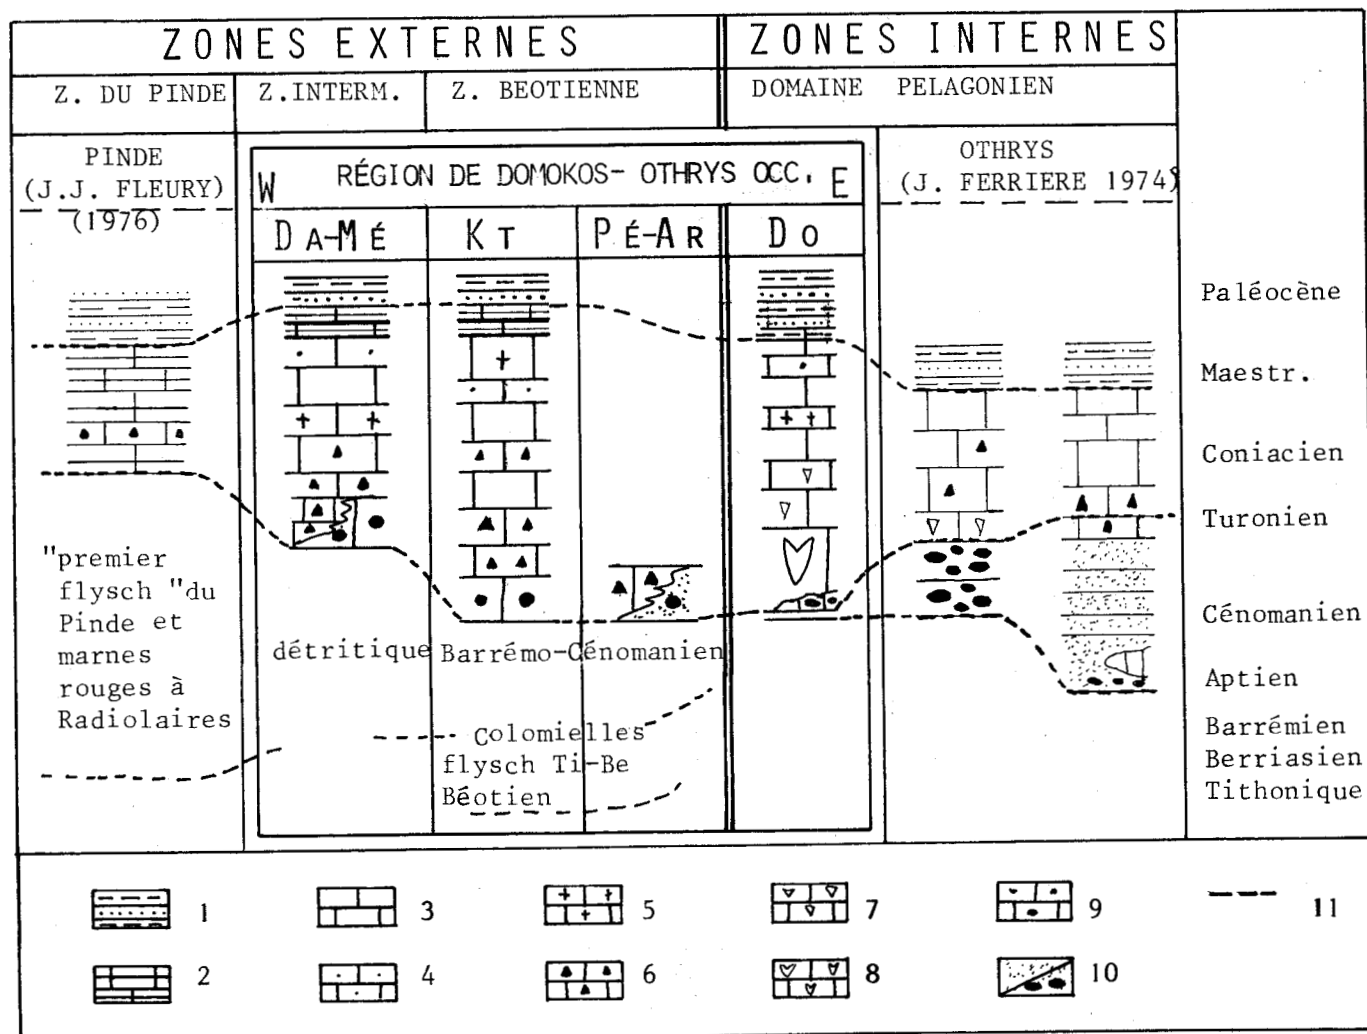 ZONES EXTERNES
ZONES INTERNES
Z. DU PINDE
Z.INTERM.
Z. BEOTIENNE
DOMAINE PELAGONIEN
PINDE
(J.J. FLEURY)
(1976)
W
RÉGION DE DOMOKOS- OTHRYS OCC.
E
OTHRYS
(J. FERRIERE 1974)
DA-MÉ
KT
PÉ-AR
DO
Paléocène
Maestr.
Coniacien
Turonien
Cénomanien
Aptien
Barrémien
Berriasien
Tithonique
"premier
flysch "du
Pinde et
marnes
rouges à
Radiolaires
détritique Barrémo-Cénomanien
Colomielles
flysch Ti-Be
Béotien
1
3
5
7
9
11
2
4
6
8
10